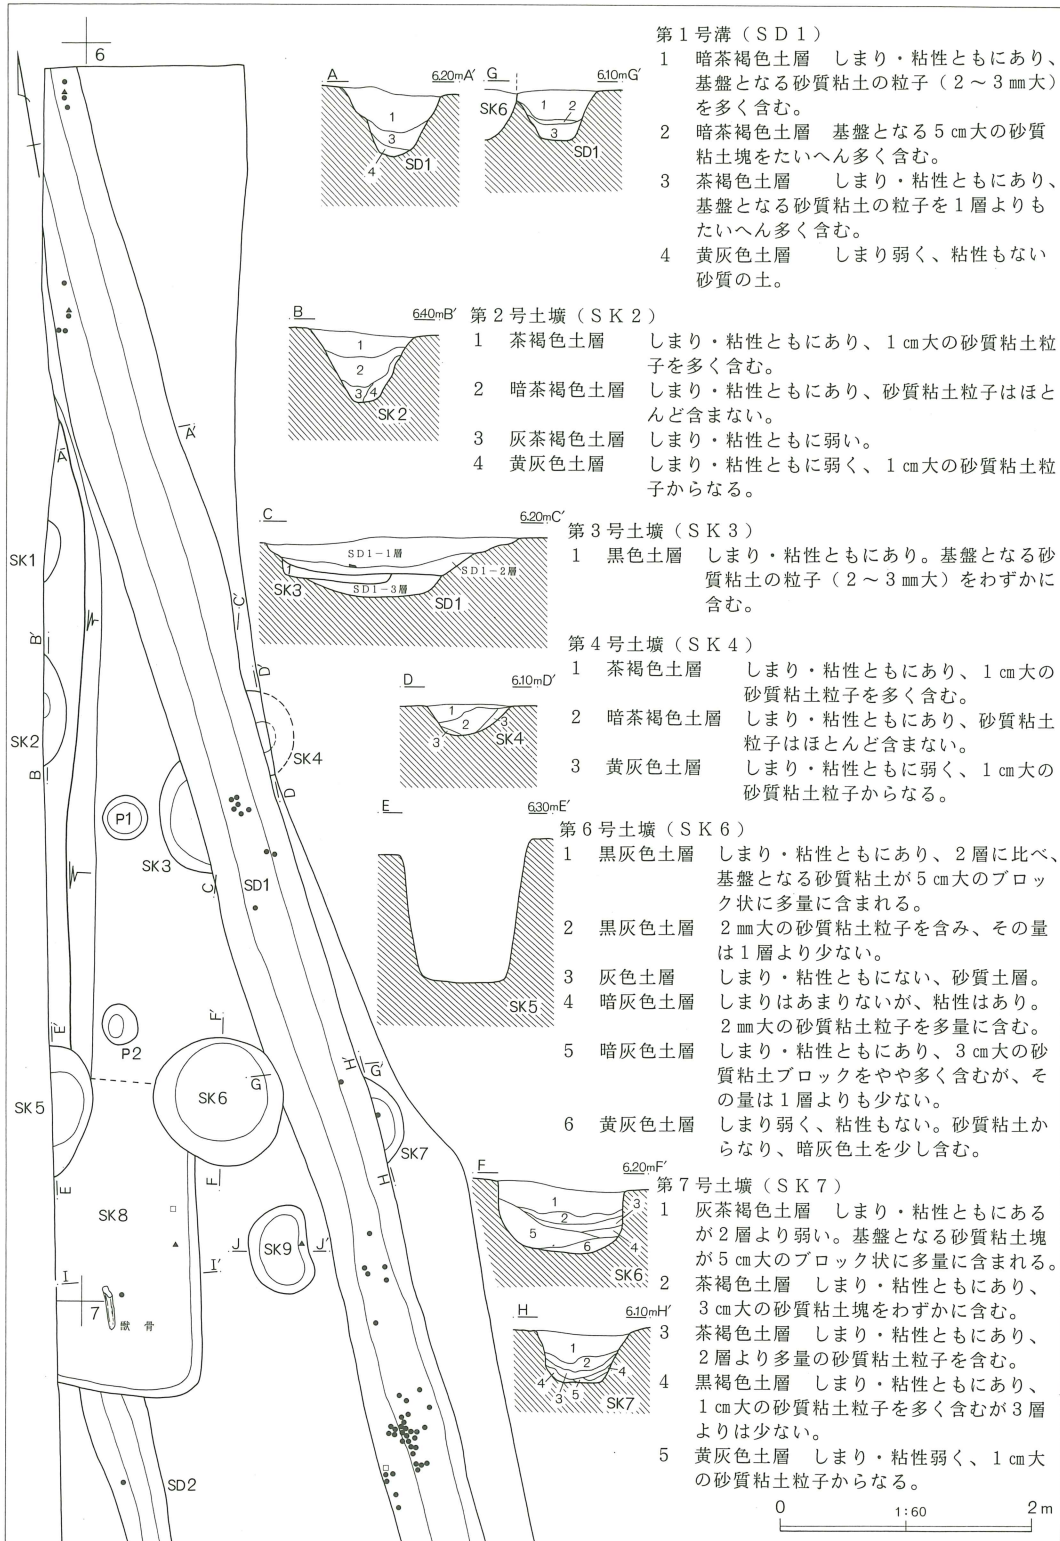 第1号溝（SD1）
1 暗茶褐色土層 しまり・粘性ともにあり、
基盤となる砂質粘土の粒子（2～3㎜大）
を多く含む。
2 暗茶褐色土層 基盤となる5㎝大の砂質
粘土塊をたいへん多く含む。
3 茶褐色土層 しまり・粘性ともにあり、
基盤となる砂質粘土の粒子を1層よりも
たいへん多く含む。
4 黄灰色土層 しまり弱く、粘性もない
砂質の土。
第2号土壙（SK2）
1 茶褐色土層 しまり・粘性ともにあり、1㎝大の砂質粘土粒
子を多く含む。
2 暗茶褐色土層 しまり・粘性ともにあり、砂質粘土粒子はほと
んど含まない。
3 灰茶褐色土層 しまり・粘性ともに弱い。
4 黄灰色土層 しまり・粘性ともに弱く、1㎝大の砂質粘土粒
子からなる。
第3号土壙（SK3）
1 黒色土層 しまり・粘性ともにあり。基盤となる砂
質粘土の粒子（2～3㎜大）をわずかに
含む。
第4号土壙（SK4）
1 茶褐色土層 しまり・粘性ともにあり、1㎝大の
砂質粘土粒子を多く含む。
2 暗茶褐色土層 しまり・粘性ともにあり、砂質粘土
粒子はほとんど含まない。
3 黄灰色土層 しまり・粘性ともに弱く、1㎝大の
砂質粘土粒子からなる。
第6号土壙（SK6）
1 黒灰色土層 しまり・粘性ともにあり、2層に比べ、
基盤となる砂質粘土が5㎝大のブロッ
ク状に多量に含まれる。
2 黒灰色土層 2㎜大の砂質粘土粒子を含み、その量
は1層より少ない。
3 灰色土層 しまり・粘性ともにない、砂質土層。
4 暗灰色土層 しまりはあまりないが、粘性はあり。
2㎜大の砂質粘土粒子を多量に含む。
5 暗灰色土層 しまり・粘性ともにあり、3㎝大の砂
質粘土ブロックをやや多く含むが、そ
の量は1層よりも少ない。
6 黄灰色土層 しまり弱く、粘性もない。砂質粘土か
らなり、暗灰色土を少し含む。
第7号土壙（SK7）
1 灰茶褐色土層 しまり・粘性ともにある
が2層より弱い。基盤となる砂質粘土塊
が5㎝大のブロック状に多量に含まれる。
2 茶褐色土層 しまり・粘性ともにあり、
3㎝大の砂質粘土塊をわずかに含む。
3 茶褐色土層 しまり・粘性ともにあり、
2層より多量の砂質粘土粒子を含む。
4 黒褐色土層 しまり・粘性ともにあり、
1㎝大の砂質粘土粒子を多く含むが3層
よりは少ない。
5 黄灰色土層 しまり・粘性弱く、1㎝大
の砂質粘土粒子からなる。
0 1:60 2m
A 6.20mA′
1
3
4
SD1
G 6.10mG′
SK6
1 2
3
SD1
B 6.40mB′
1
2
3 4
SK2
C 6.20mC′
SD1-1層
1
SD1-2層
SK3
SD1-3層
SD1
D 6.10mD′
1
2 3
3
SK4
E 6.30mE′
SK5
F 6.20mF′
1 3
2
5
6 4
SK6
H 6.10mH′
1
2 4
4 3 5
SK7
6
A′
A
SK1
B′
C′
D′
SK2
SK4
B
D
P1
SK3
C
SD1
E′
P2
F′
H′
G′
G
SK5
SK6
SK7
H
E
F
SK8
J SK9 J′
I
I′
7
獣骨
SD2